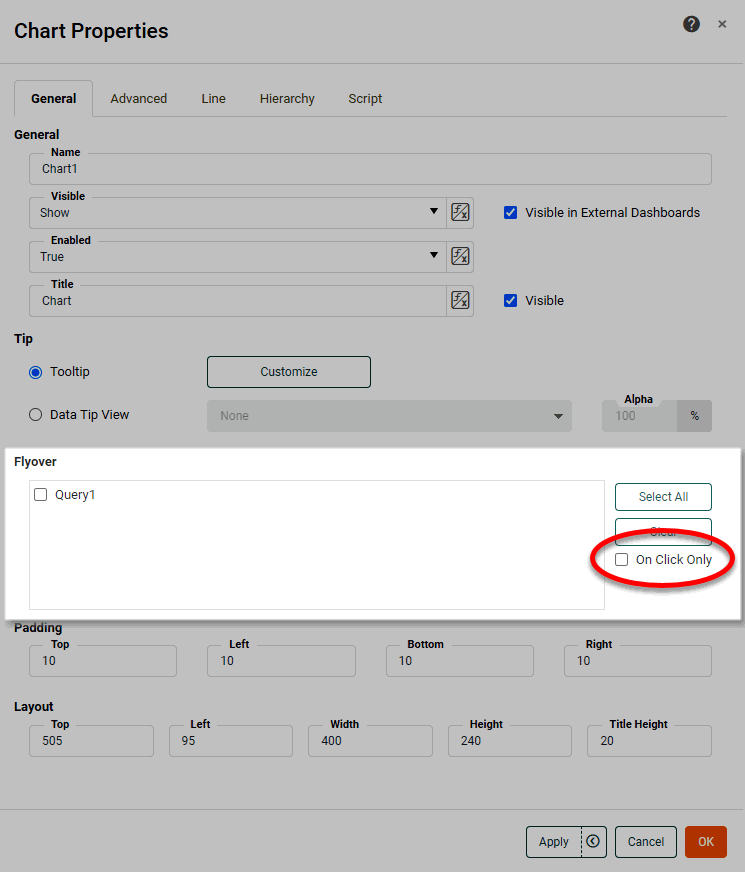 Chart Properties
General Advanced Line Hierarchy Script
General
Name
Chart1
Visible
Show
Visible in External Dashboards
Enabled
True
Title
Chart
Visible
Tip
Tooltip Customize
Data Tip View None Alpha 100 %
Flyover
Query1
Select All
Clear
On Click Only
Padding
Top Left Bottom Right
10 10 10 10
Layout
Top Left Width Height Title Height
505 95 400 240 20
Apply Cancel OK